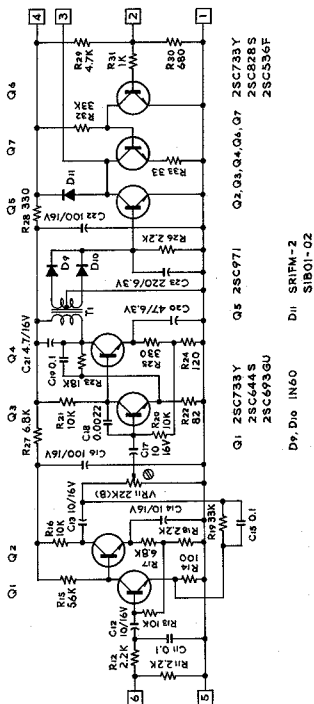 Q1
Q2
Q3
Q4
Q5
Q7
Q6
4
3
2
1
6
5
R27 6.8K
R28 330
R29
4.7K
R31
1K
R30
680
R32
33K
R33 33
D11
C22 100/16V
D9
D10
T1
R26 2.2K
C23 220/6.3V
C20 47/6.3V
C21 4.7/16V
C19 0.1
R23 18K
R25
330
R24
120
R21
10K
C18
0.0022
C17
10
16V
R20
10K
R22
82
C16 100/16V
VR11 22K(B)
C13 10/16V
C14 10/16V
R16
10K
R15
56K
R17
6.8K
R18 2.2K
R14
100
R19 33K
C15 0.1
C12
10/16V
R13 10K
C11 0.1
R12
2.2K
R11 2.2K
Q1 2SC733Y
2SC644S
2SC693GU
Q5 2SC971
Q2,Q3,Q4,Q6,Q7 2SC733Y
2SC828S
2SC536F
D9, D10 1N60
D11 SR1FM-2
S1B01-02